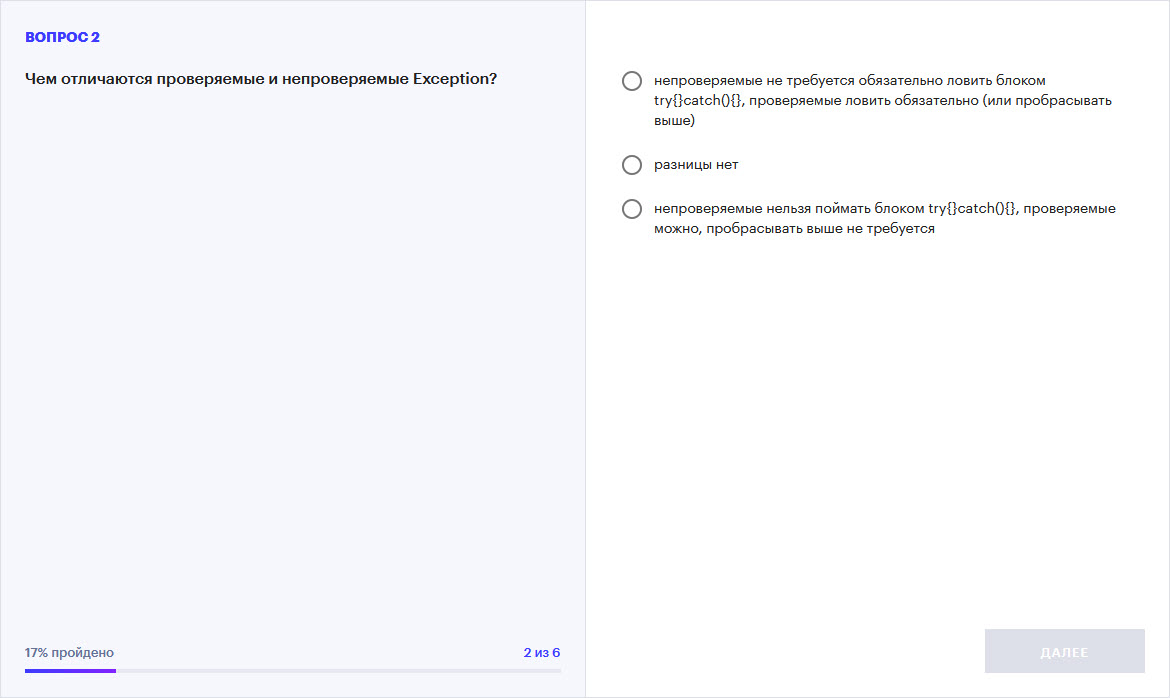 ВОПРОС 2
Чем отличаются проверяемые и непроверяемые Exception?
непроверяемые не требуется обязательно ловить блоком
try{}catch(){}, проверяемые ловить обязательно (или пробрасывать
выше)
разницы нет
непроверяемые нельзя поймать блоком try{}catch(){}, проверяемые
можно, пробрасывать выше не требуется
17% пройдено
2 из 6
ДАЛЕЕ